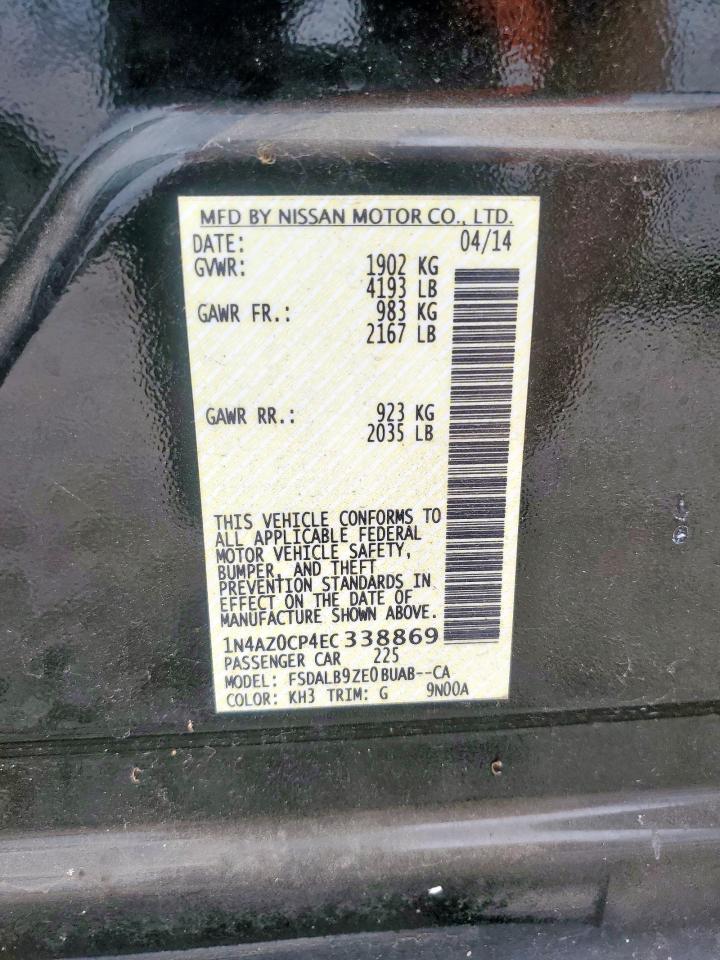 MFD BY NISSAN MOTOR CO., LTD.
DATE: 04/14
GVWR: 1902 KG
4193 LB
GAWR FR.: 983 KG
2167 LB
GAWR RR.: 923 KG
2035 LB
THIS VEHICLE CONFORMS TO
ALL APPLICABLE FEDERAL
MOTOR VEHICLE SAFETY,
BUMPER, AND THEFT
PREVENTION STANDARDS IN
EFFECT ON THE DATE OF
MANUFACTURE SHOWN ABOVE.
1N4AZ0CP4EC338869
PASSENGER CAR 225
MODEL: FSDALB9ZE0BUAB--CA
COLOR: KH3 TRIM: G 9N00A